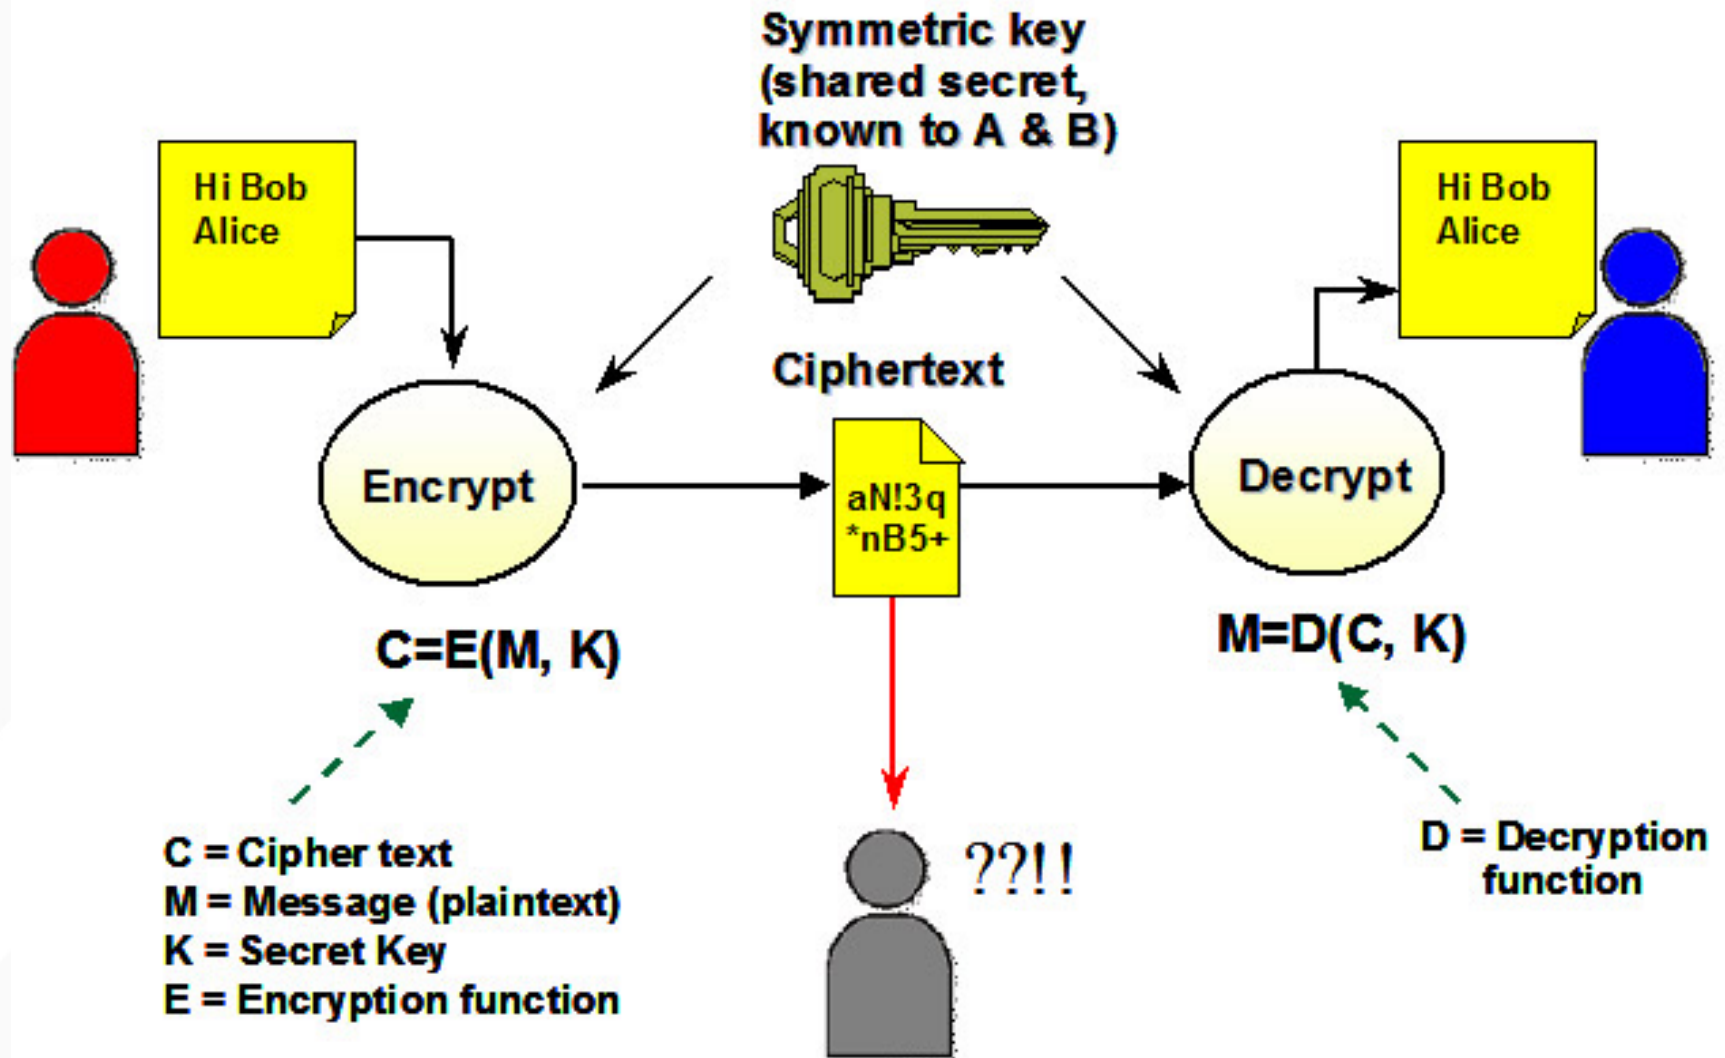 Symmetric key
(shared secret,
known to A & B)
Hi Bob
Alice
Hi Bob
Alice
Ciphertext
Encrypt
aN!3q
*nB5+
Decrypt
C=E(M, K)
M=D(C, K)
C = Cipher text
M = Message (plaintext)
K = Secret Key
E = Encryption function
??!!
D = Decryption
function